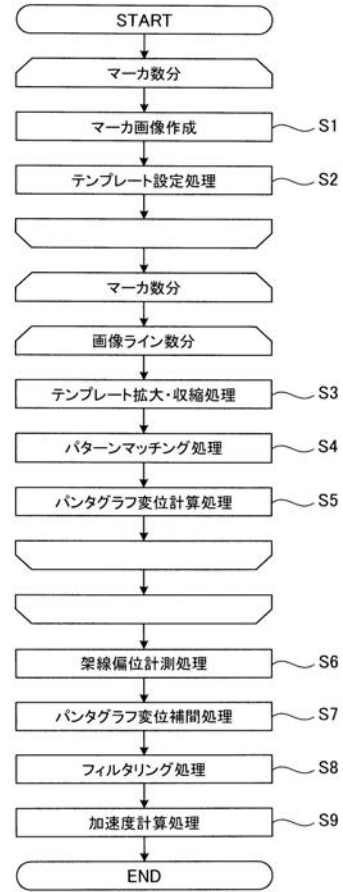 START
マーカ数分
マーカ画像作成 S1
テンプレート設定処理 S2
マーカ数分
画像ライン数分
テンプレート拡大・収縮処理 S3
パターンマッチング処理 S4
パンタグラフ変位計算処理 S5
架線偏位計測処理 S6
パンタグラフ変位補間処理 S7
フィルタリング処理 S8
加速度計算処理 S9
END